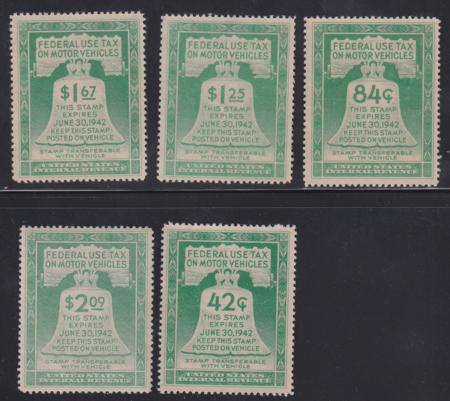 FEDERAL USE TAX
ON MOTOR VEHICLES
$1.67
THIS STAMP
EXPIRES
JUNE 30, 1942
KEEP THIS STAMP
POSTED ON VEHICLE
STAMP TRANSFERABLE
WITH VEHICLE
UNITED STATES
INTERNAL REVENUE
FEDERAL USE TAX
ON MOTOR VEHICLES
$1.25
THIS STAMP
EXPIRES
JUNE 30, 1942
KEEP THIS STAMP
POSTED ON VEHICLE
STAMP TRANSFERABLE
WITH VEHICLE
UNITED STATES
INTERNAL REVENUE
FEDERAL USE TAX
ON MOTOR VEHICLES
84¢
THIS STAMP
EXPIRES
JUNE 30, 1942
KEEP THIS STAMP
POSTED ON VEHICLE
STAMP TRANSFERABLE
WITH VEHICLE
UNITED STATES
INTERNAL REVENUE
FEDERAL USE TAX
ON MOTOR VEHICLES
$2.09
THIS STAMP
EXPIRES
JUNE 30, 1942
KEEP THIS STAMP
POSTED ON VEHICLE
STAMP TRANSFERABLE
WITH VEHICLE
UNITED STATES
INTERNAL REVENUE
FEDERAL USE TAX
ON MOTOR VEHICLES
42¢
THIS STAMP
EXPIRES
JUNE 30, 1942
KEEP THIS STAMP
POSTED ON VEHICLE
STAMP TRANSFERABLE
WITH VEHICLE
UNITED STATES
INTERNAL REVENUE